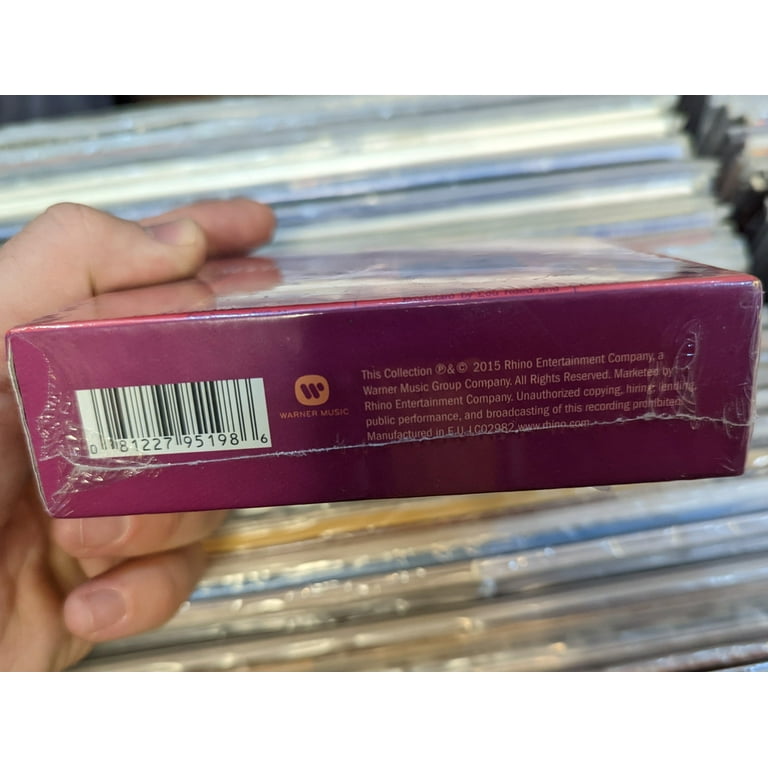 0 81227 95198 6
WARNER MUSIC
This Collection ℗&© 2015 Rhino Entertainment Company, a
Warner Music Group Company. All Rights Reserved. Marketed by
Rhino Entertainment Company. Unauthorized copying, hiring, lending,
public performance, and broadcasting of this recording prohibited.
Manufactured in E.U. LC02982 www.rhino.com